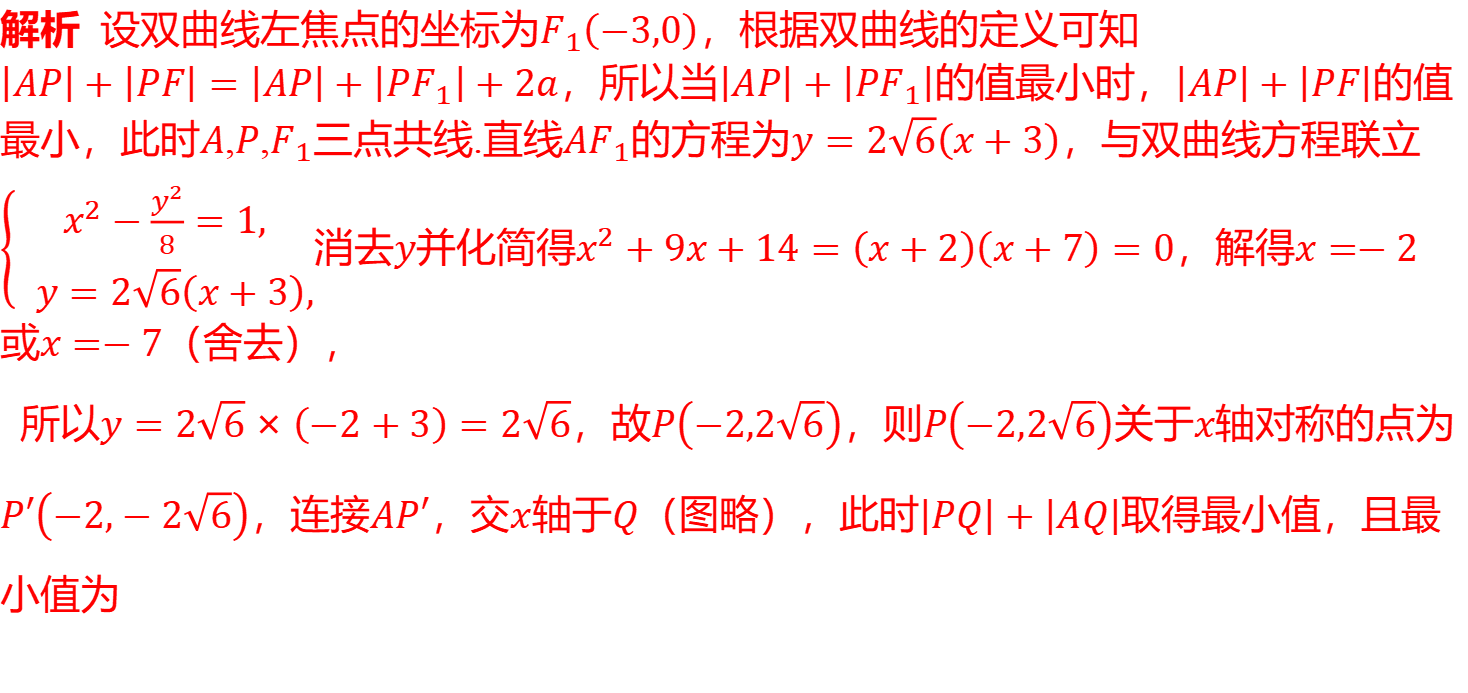 解析 设双曲线左焦点的坐标为F₁(−3,0)，根据双曲线的定义可知
|AP| + |PF| = |AP| + |PF₁| + 2a，所以当|AP| + |PF₁|的值最小时，|AP| + |PF|的值
最小，此时A,P,F₁三点共线.直线AF₁的方程为y = 2√6(x + 3)，与双曲线方程联立
{ x² − y²/8 = 1, y = 2√6(x + 3), 消去y并化简得x² + 9x + 14 = (x + 2)(x + 7) = 0，解得x =− 2
或x =− 7（舍去），
所以y = 2√6 × (−2 + 3) = 2√6，故P(−2,2√6)，则P(−2,2√6)关于x轴对称的点为
P′(−2, − 2√6)，连接AP′，交x轴于Q（图略），此时|PQ| + |AQ|取得最小值，且最
小值为